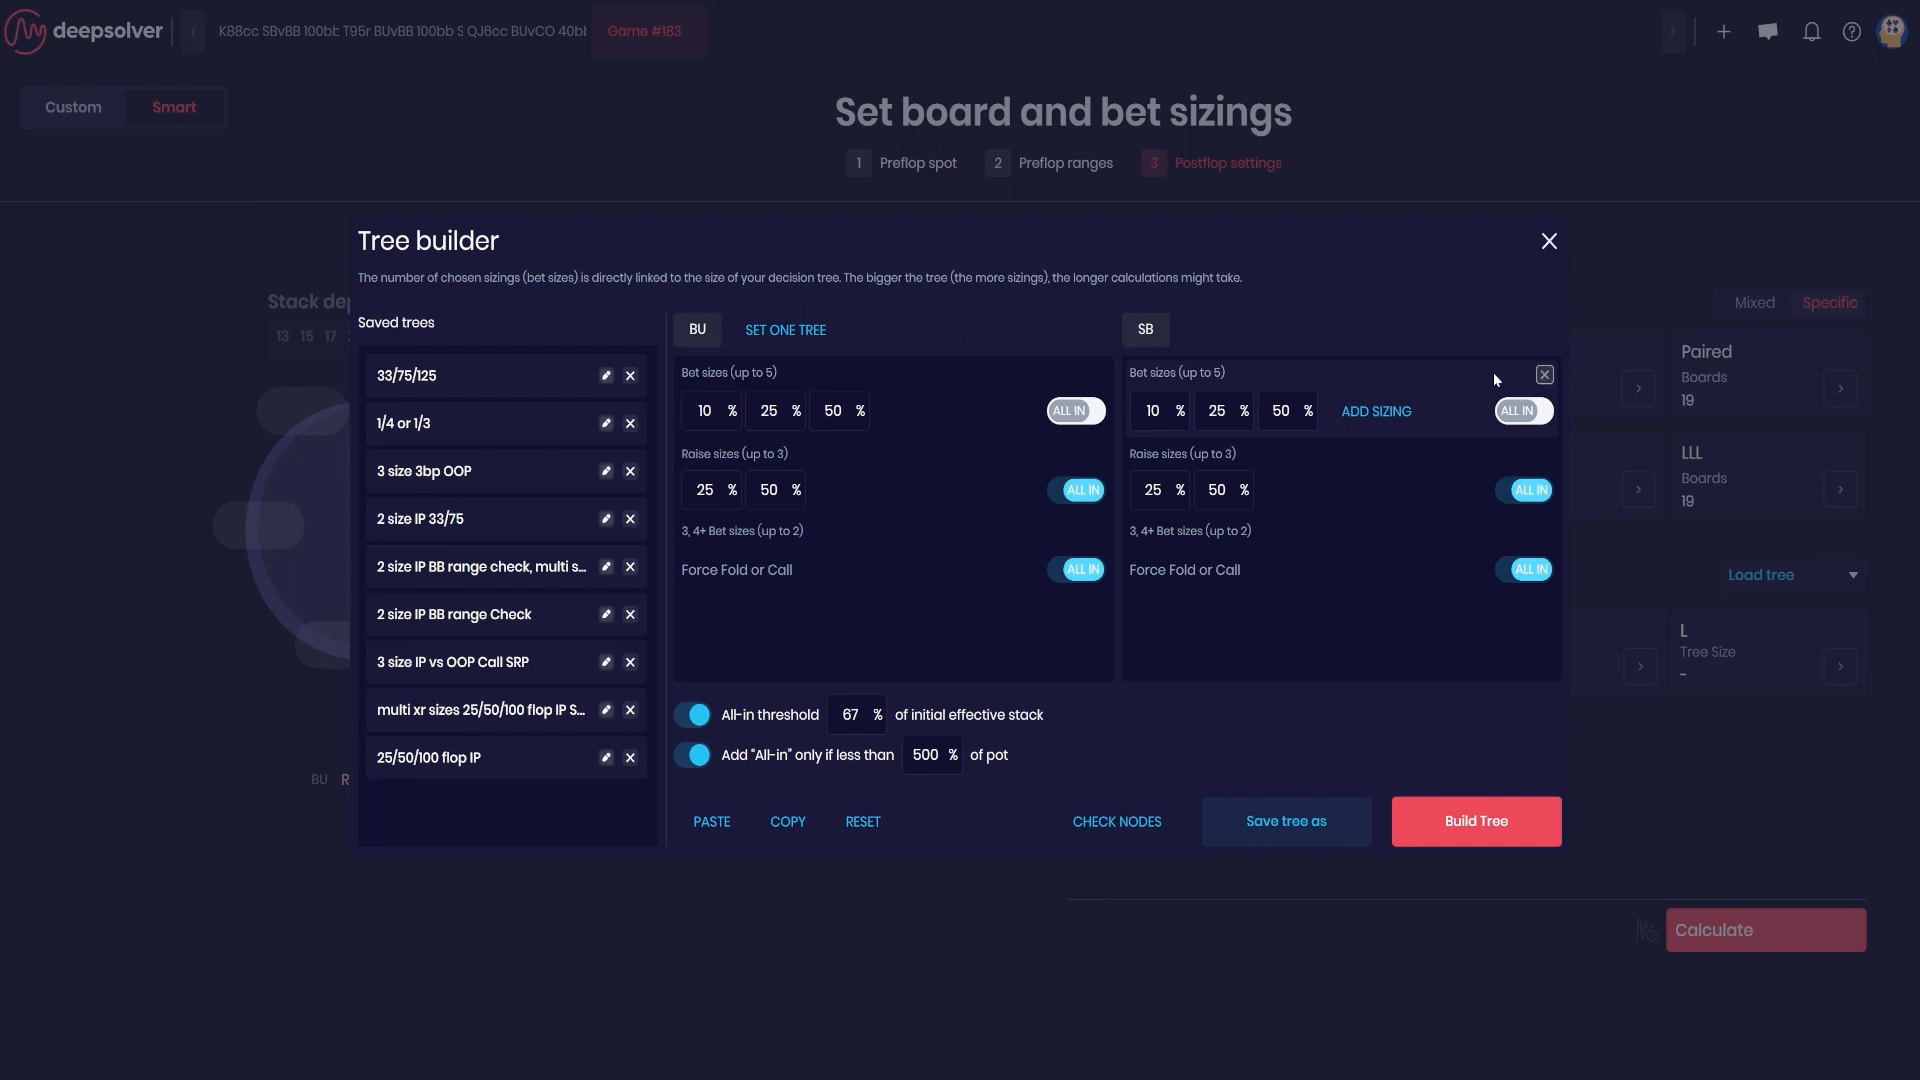 deepsolver
K88cc SBvBB 100bb T95r BUvBB 100bb S QJ6cc BUvCO 40bb
Game #183
Custom
Smart
Set board and bet sizings
1 Preflop spot
2 Preflop ranges
3 Postflop settings
Tree builder
The number of chosen sizings (bet sizes) is directly linked to the size of your decision tree. The bigger the tree (the more sizings), the longer calculations might take.
Stack dep
13 15 17
BU R
Saved trees
33/75/125
1/4 or 1/3
3 size 3bp OOP
2 size IP 33/75
2 size IP BB range check, multi s...
2 size IP BB range Check
3 size IP vs OOP Call SRP
multi xr sizes 25/50/100 flop IP S...
25/50/100 flop IP
BU
SET ONE TREE
Bet sizes (up to 5)
10 % 25 % 50 %
ALL IN
Raise sizes (up to 3)
25 % 50 %
ALL IN
3, 4+ Bet sizes (up to 2)
Force Fold or Call
ALL IN
SB
Bet sizes (up to 5)
10 % 25 % 50 % ADD SIZING
ALL IN
Raise sizes (up to 3)
25 % 50 %
ALL IN
3, 4+ Bet sizes (up to 2)
Force Fold or Call
ALL IN
All-in threshold 67 % of initial effective stack
Add “All-in” only if less than 500 % of pot
PASTE
COPY
RESET
CHECK NODES
Save tree as
Build Tree
Mixed
Specific
Paired
Boards
19
LLL
Boards
19
Load tree
L
Tree Size
-
Calculate